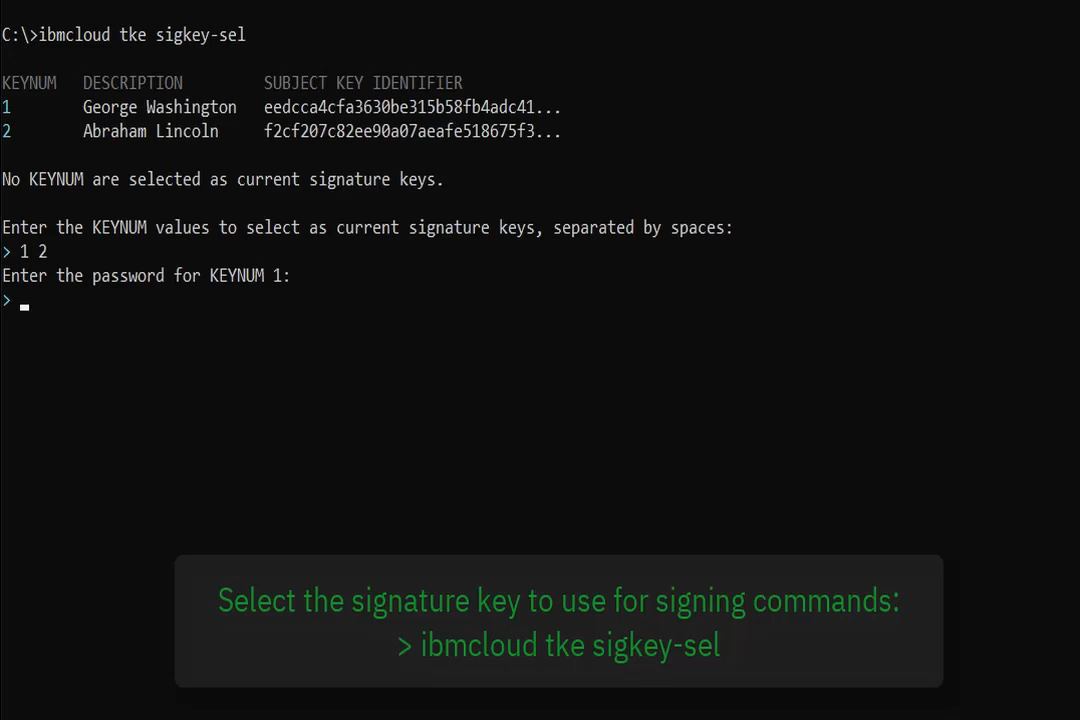 C:\>ibmcloud tke sigkey-sel
KEYNUM DESCRIPTION SUBJECT KEY IDENTIFIER
1 George Washington eedcca4cfa3630be315b58fb4adc41...
2 Abraham Lincoln f2cf207c82ee90a07aeafe518675f3...
No KEYNUM are selected as current signature keys.
Enter the KEYNUM values to select as current signature keys, separated by spaces:
> 1 2
Enter the password for KEYNUM 1:
>
Select the signature key to use for signing commands:
> ibmcloud tke sigkey-sel